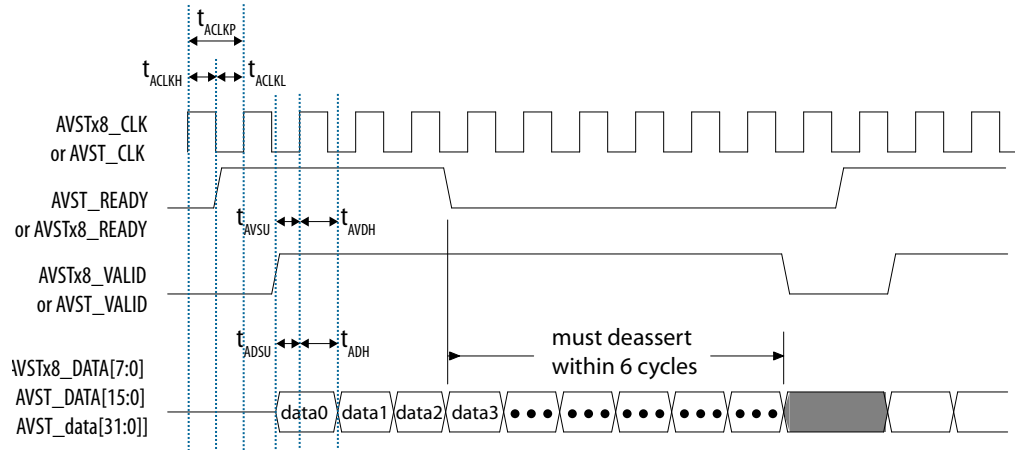 tACLKP
tACLKH
tACLKL
AVSTx8_CLK
or AVST_CLK
AVST_READY
or AVSTx8_READY
tAVSU
tAVDH
AVSTx8_VALID
or AVST_VALID
tADSU
tADH
must deassert
within 6 cycles
AVSTx8_DATA[7:0]
AVST_DATA[15:0]
AVST_data[31:0]]
data0 data1 data2 data3